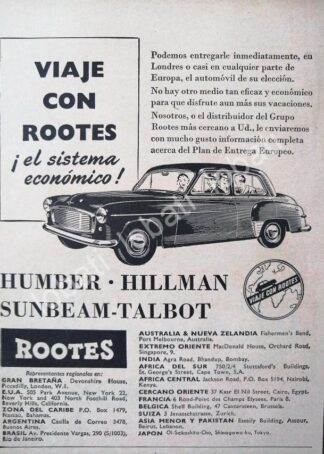 VIAJE
CON
ROOTES
¡el sistema
económico!
Podemos entregarle inmediatamente, en
Londres o casi en cualquier parte de
Europa, el automóvil de su elección.
No hay otro medio tan eficaz y económico
para que disfrute aun más sus vacaciones.
Nosotros, o el distribuidor del Grupo
Rootes más cercano a Ud., le enviaremos
con mucho gusto información completa
acerca del Plan de Entrega Europeo.
HUMBER · HILLMAN
SUNBEAM-TALBOT
VIAJE CON ROOTES
ROOTES
Representantes regionales en:
GRAN BRETAÑA Devonshire House,
Piccadilly, London, W.1.
E.U.A. 505 Park Avenue, New York 22,
New York and 403 North Foothill Road,
Beverly Hills, California.
ZONA DEL CARIBE P.O. Box 1479,
Nassau, Bahamas.
ARGENTINA Casilla de Correo 3478,
Buenos Aires.
BRASIL Av. Presidente Vargas, 290 (S/1003),
Rio de Janeiro.
AUSTRALIA & NUEVA ZELANDIA Fishermen's Bend,
Port Melbourne, Australia.
EXTREMO ORIENTE MacDonald House, Orchard Road,
Singapore, 9.
INDIA Agra Road, Bhandup, Bombay.
AFRICA DEL SUR 750/2/4 Stuttafords Buildings,
St. George's Street, Cape Town,
AFRICA CENTRAL Jackson Road, P.O. Box 5194, Nairobi,
Kenya.
CERCANO ORIENTE 37 Kasr El Nil Street, Cairo, Egypt.
FRANCIA 6 Rond-Point des Champs Elysees, Paris 8.
BELGICA Shell Building, 47 Cantersteen, Brussels.
SUIZA 3 Jenatschstrasse, Zurich.
ASIA MENOR Y PAKISTAN Esseily Building, Assour,
Beirut, Lebanon.
JAPON
Shinagawa-ku, Tokyo.